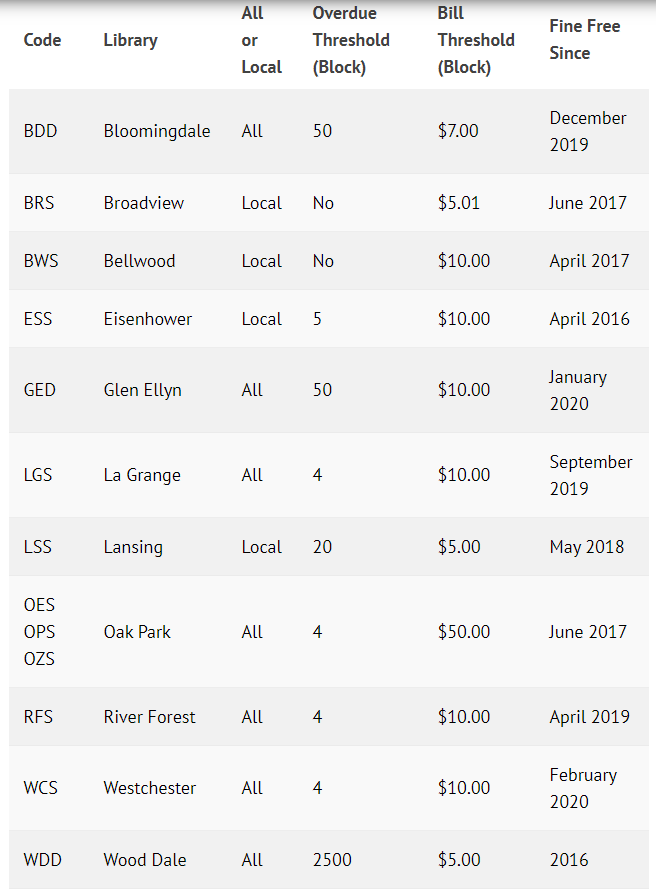 Code Library All or Local Overdue Threshold (Block) Bill Threshold (Block) Fine Free Since
BDD Bloomingdale All 50 $7.00 December 2019
BRS Broadview Local No $5.01 June 2017
BWS Bellwood Local No $10.00 April 2017
ESS Eisenhower Local 5 $10.00 April 2016
GED Glen Ellyn All 50 $10.00 January 2020
LGS La Grange All 4 $10.00 September 2019
LSS Lansing Local 20 $5.00 May 2018
OES OPS OZS Oak Park All 4 $50.00 June 2017
RFS River Forest All 4 $10.00 April 2019
WCS Westchester All 4 $10.00 February 2020
WDD Wood Dale All 2500 $5.00 2016